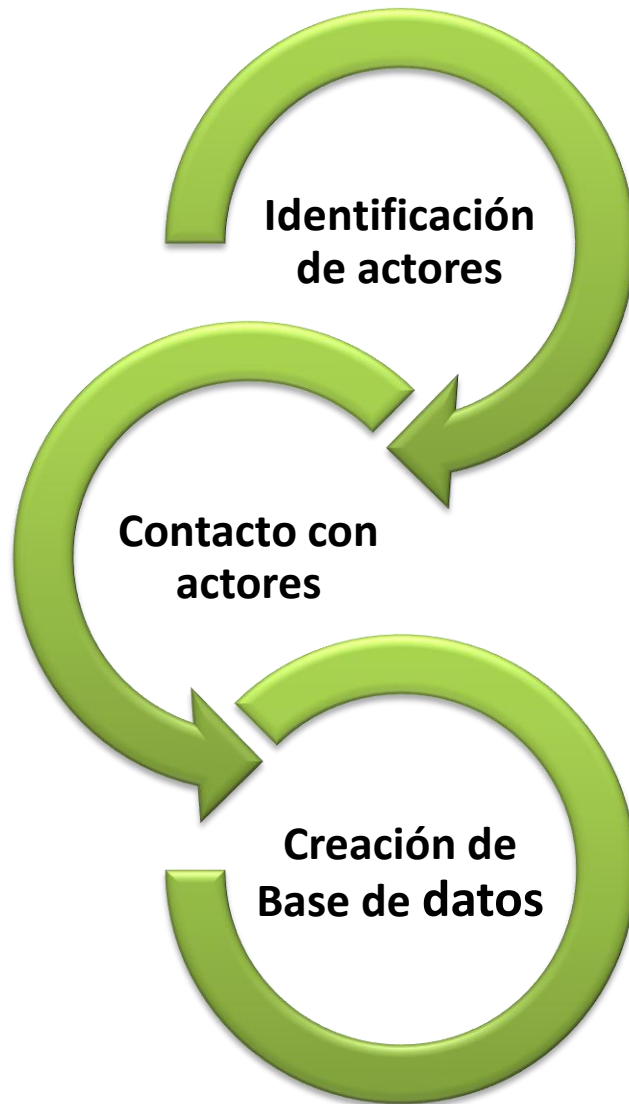 Identificación
de actores
Contacto con
actores
Creación de
Base de datos